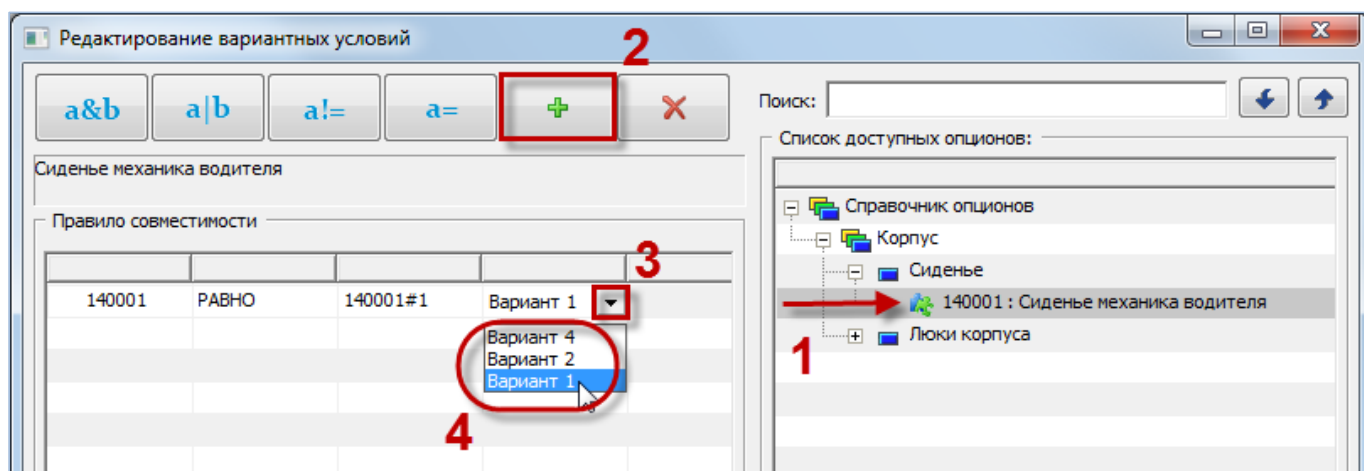 Редактирование вариантных условий
2
a&b a|b a!= a=
Поиск:
Список доступных опционов:
Сиденье механика водителя
Правило совместимости
Справочник опционов
Корпус
Сиденье
140001 : Сиденье механика водителя
Люки корпуса
1
3
140001 РАВНО 140001#1 Вариант 1
Вариант 4
Вариант 2
Вариант 1
4